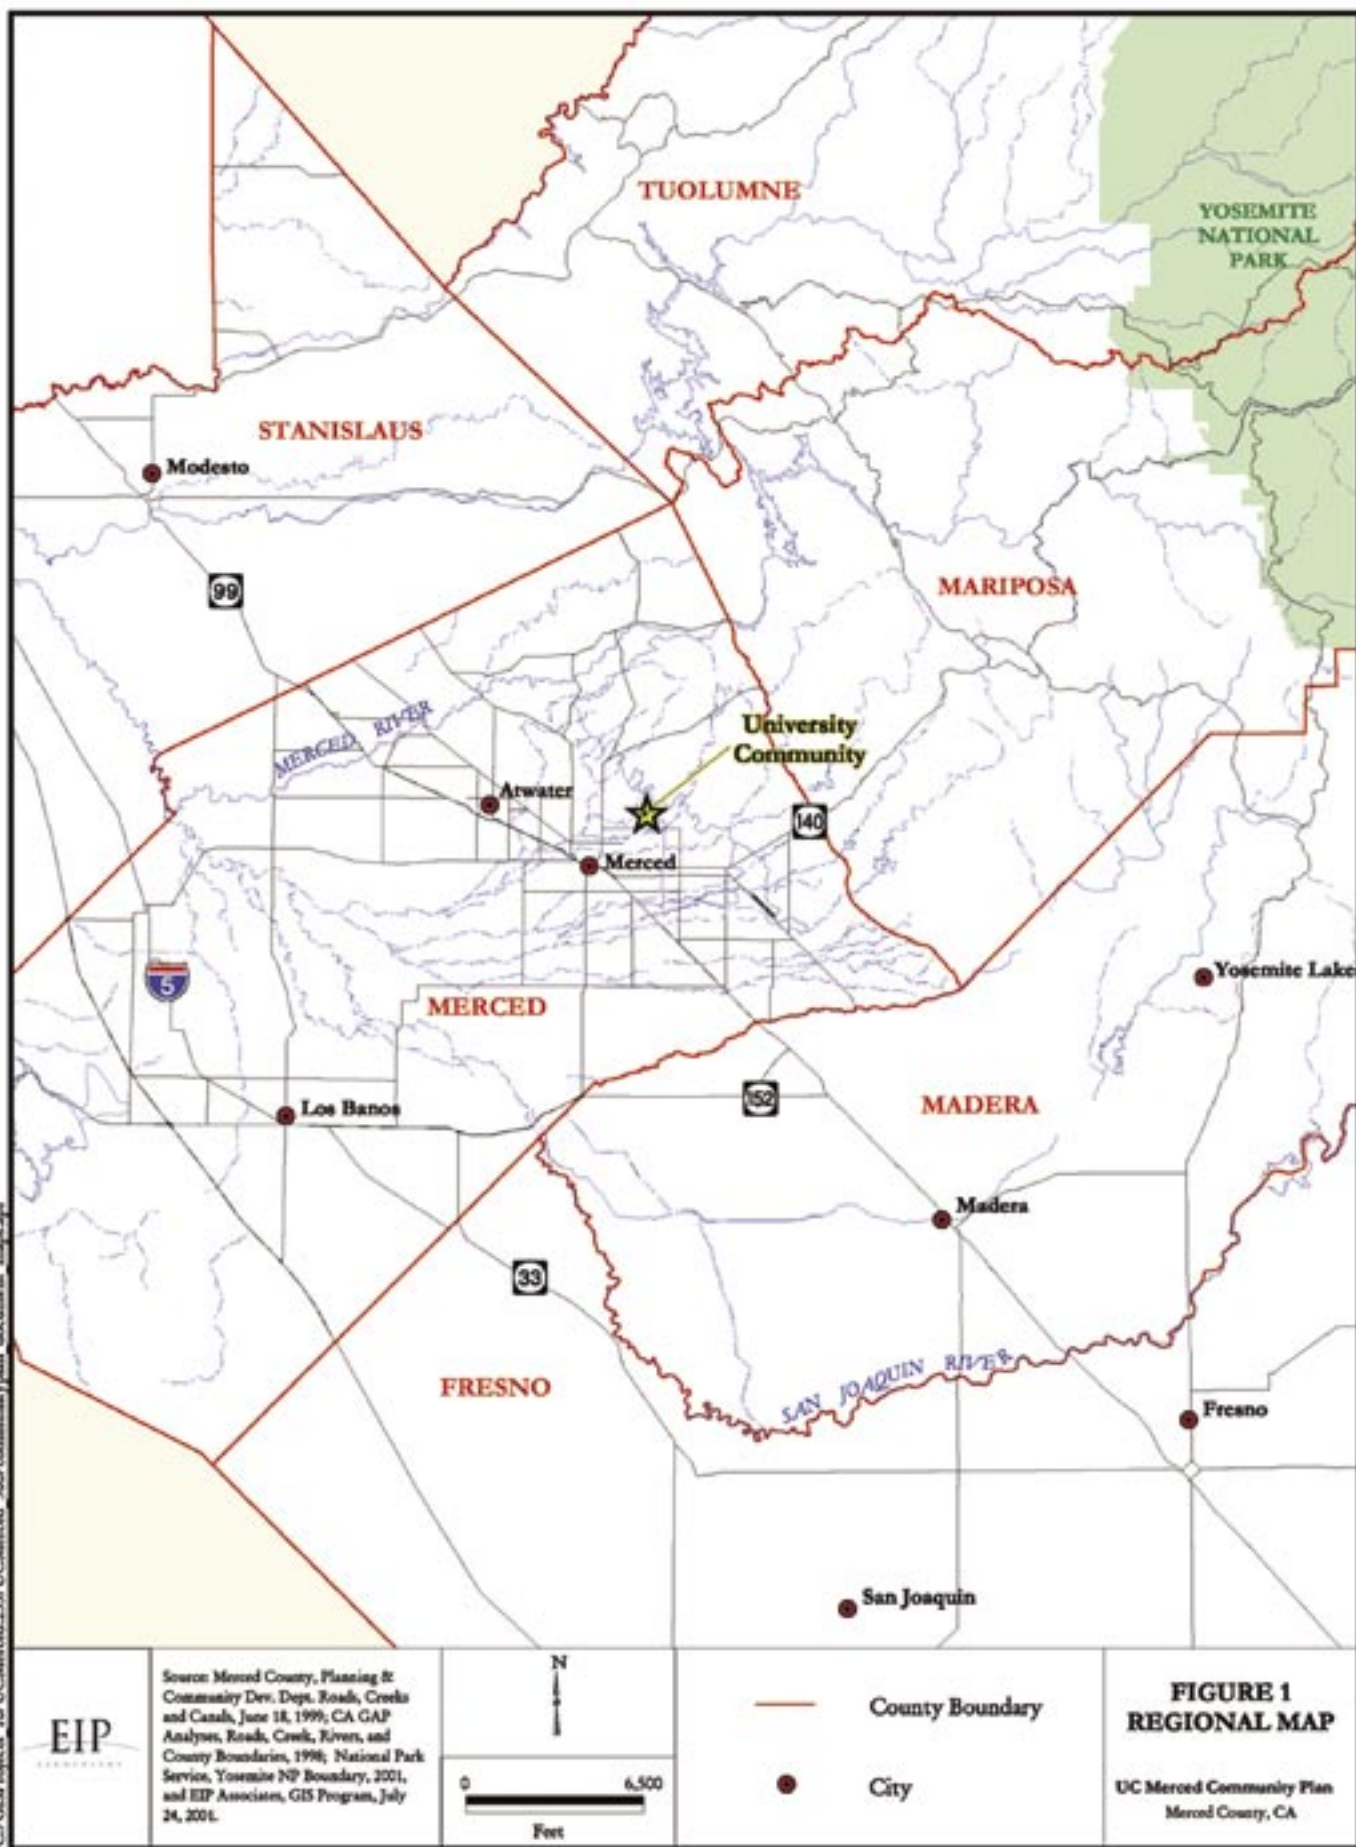 TUOLUMNE
YOSEMITE
NATIONAL
PARK
STANISLAUS
Modesto
99
MARIPOSA
MERCED RIVER
University
Community
Atwater
140
Merced
5
MERCED
Yosemite Lake
Los Banos
152
MADERA
Madera
33
FRESNO
SAN JOAQUIN RIVER
Fresno
San Joaquin
EIP
Source: Merced County, Planning &
Community Dev. Dept. Roads, Creeks
and Canals, June 18, 1999; CA GAP
Analyses, Roads, Creek, Rivers, and
County Boundaries, 1998; National Park
Service, Yosemite NP Boundary, 2001,
and EIP Associates, GIS Program, July
24, 2001.
N
0 6,500
Feet
County Boundary
City
FIGURE 1
REGIONAL MAP
UC Merced Community Plan
Merced County, CA